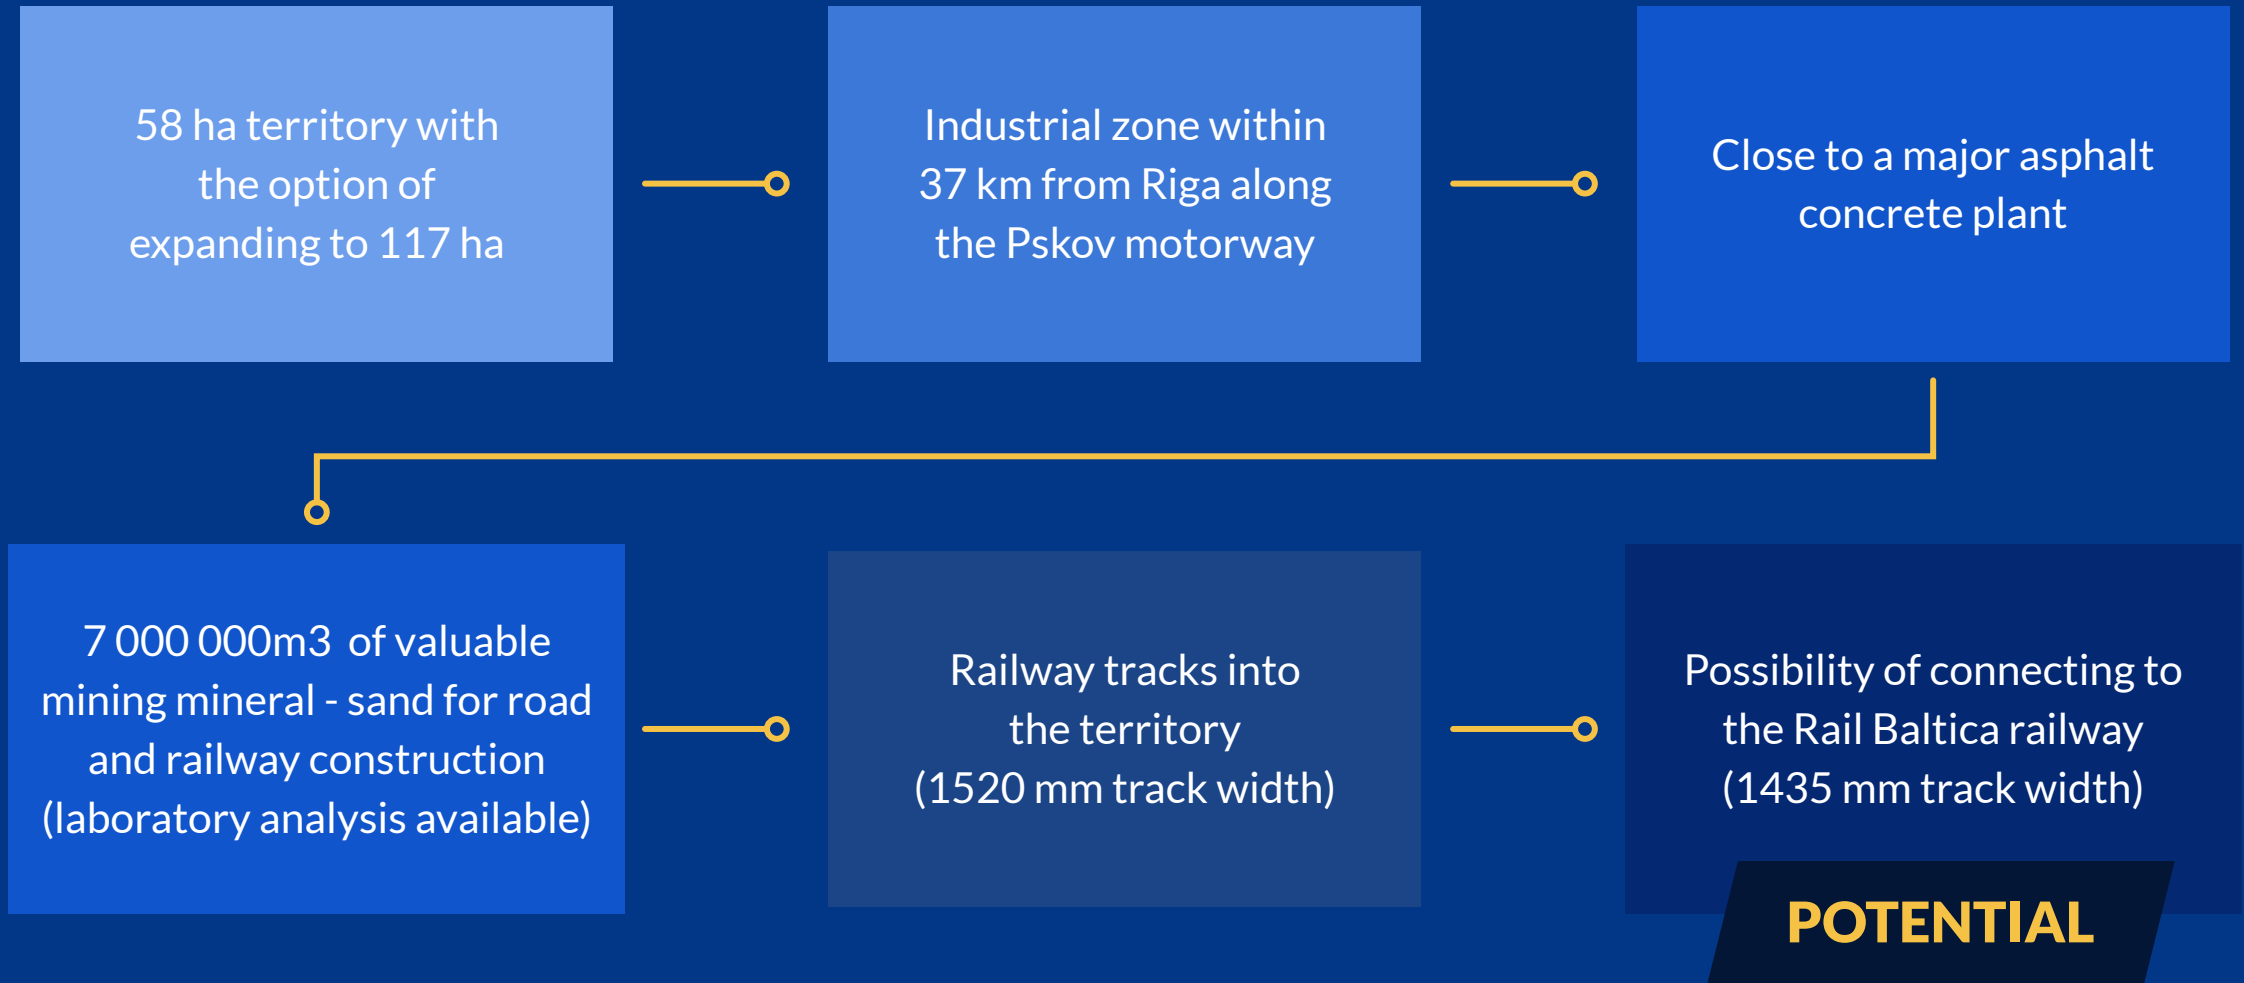 58 ha territory with
the option of
expanding to 117 ha
Industrial zone within
37 km from Riga along
the Pskov motorway
Close to a major asphalt
concrete plant
7 000 000m3 of valuable
mining mineral - sand for road
and railway construction
(laboratory analysis available)
Railway tracks into
the territory
(1520 mm track width)
Possibility of connecting to
the Rail Baltica railway
(1435 mm track width)
POTENTIAL